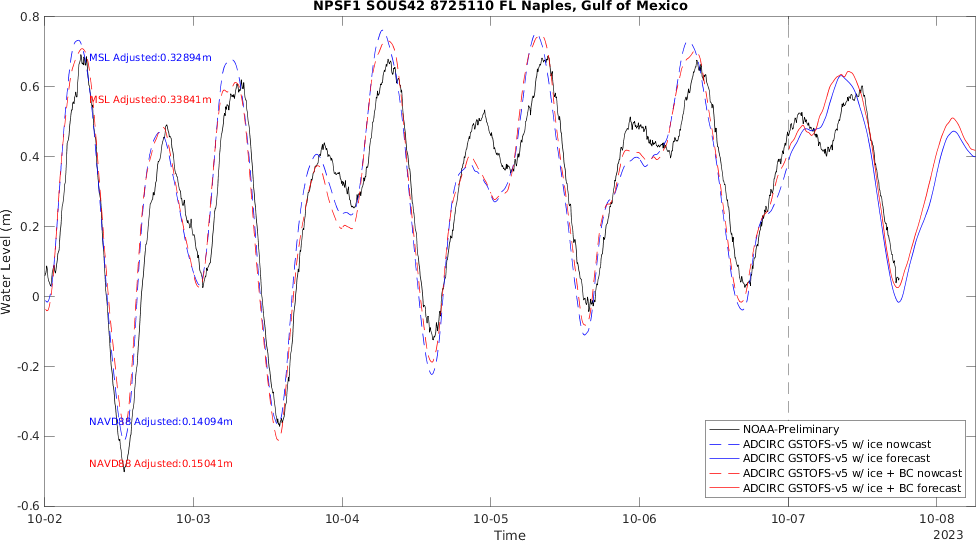 NPSF1 SOUS42 8725110 FL Naples, Gulf of Mexico
0.8
MSL Adjusted:0.32894m
0.6
MSL Adjusted:0.33841m
0.4
0.2
Water Level (m)
0
-0.2
NAVD88 Adjusted:0.14094m
-0.4
NAVD88 Adjusted:0.15041m
-0.6
NOAA-Preliminary
ADCIRC GSTOFS-v5 w/ ice nowcast
ADCIRC GSTOFS-v5 w/ ice forecast
ADCIRC GSTOFS-v5 w/ ice + BC nowcast
ADCIRC GSTOFS-v5 w/ ice + BC forecast
10-02 10-03 10-04 10-05 10-06 10-07 10-08
Time
2023